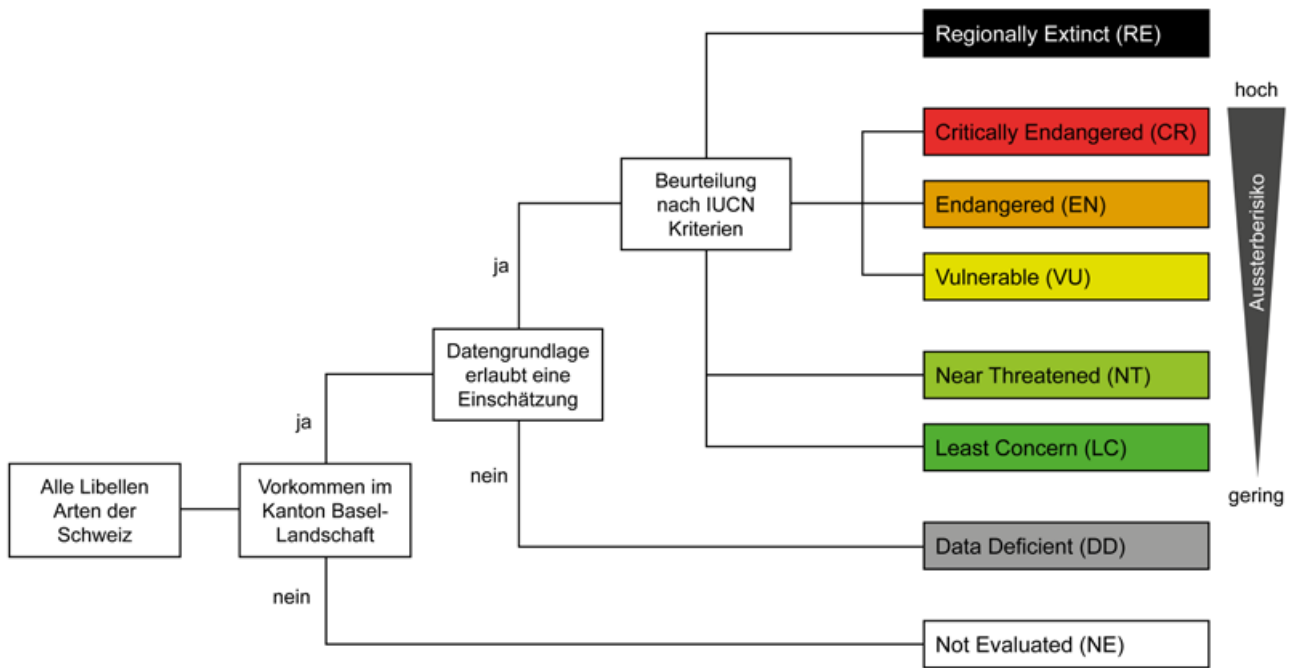 Alle Libellen
Arten der
Schweiz
Vorkommen im
Kanton Basel-
Landschaft
ja
nein
Datengrundlage
erlaubt eine
Einschätzung
ja
nein
Beurteilung
nach IUCN
Kriterien
Regionally Extinct (RE)
Critically Endangered (CR)
Endangered (EN)
Vulnerable (VU)
Near Threatened (NT)
Least Concern (LC)
Data Deficient (DD)
Not Evaluated (NE)
hoch
Aussterberisiko
gering